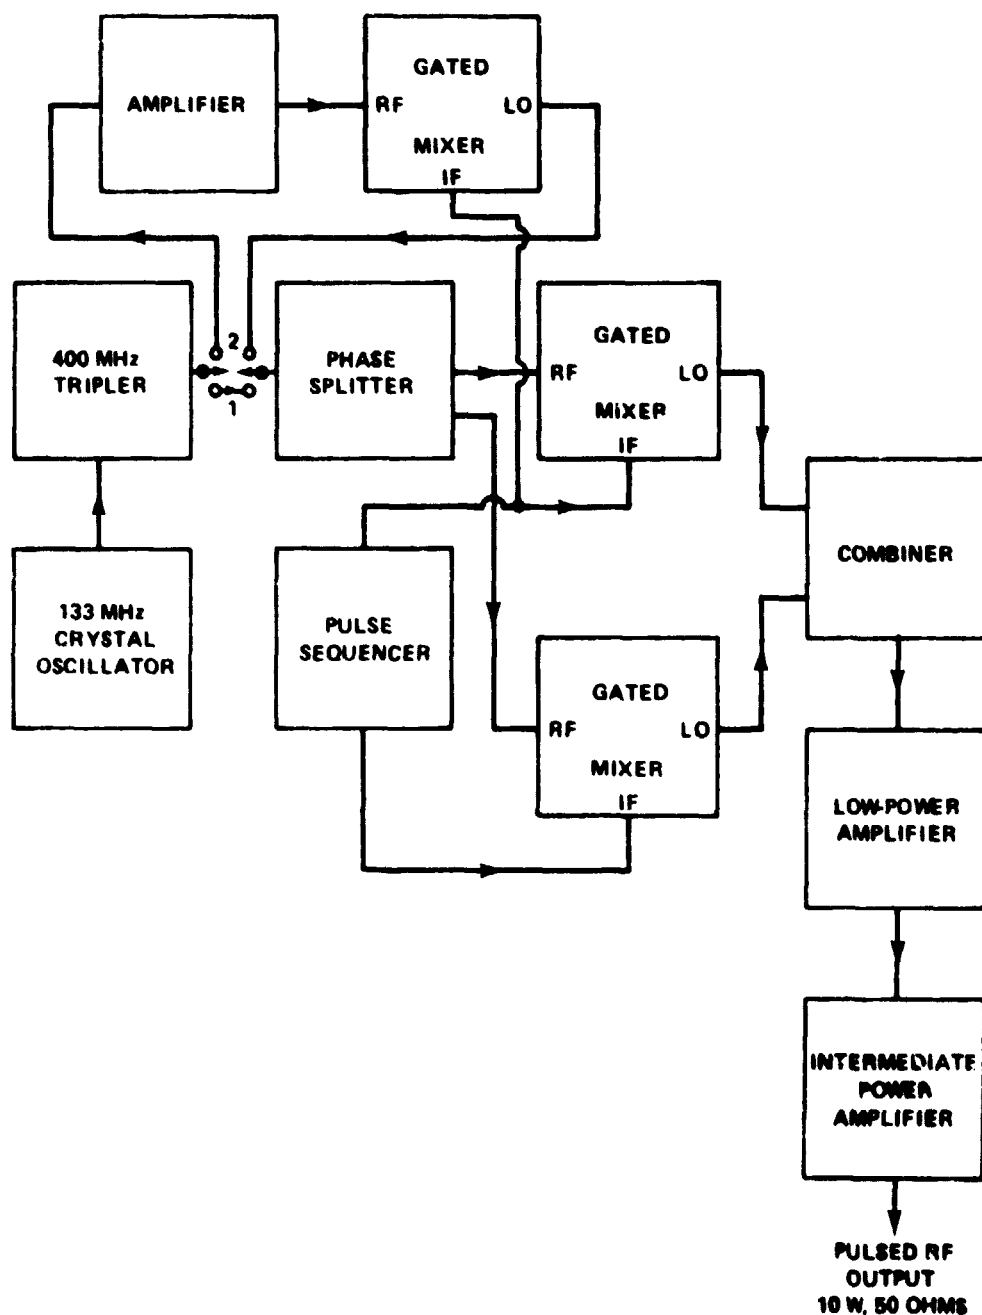 AMPLIFIER
GATED
RF
LO
MIXER
IF
400 MHz
TRIPLER
2
1
PHASE
SPLITTER
GATED
RF
LO
MIXER
IF
133 MHz
CRYSTAL
OSCILLATOR
PULSE
SEQUENCER
GATED
RF
LO
MIXER
IF
COMBINER
LOW-POWER
AMPLIFIER
INTERMEDIATE
POWER
AMPLIFIER
PULSED RF
OUTPUT
10 W, 50 OHMS